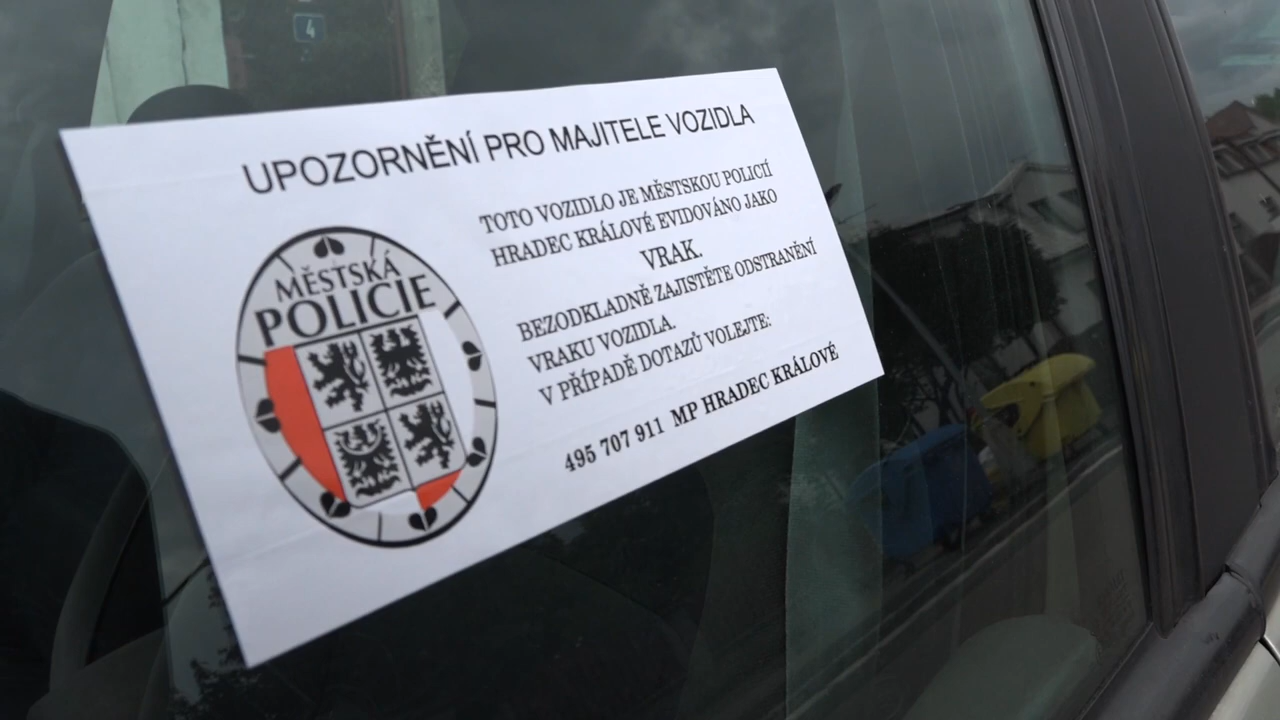 4
UPOZORNĚNÍ PRO MAJITELE VOZIDLA
MĚSTSKÁ
POLICIE
TOTO VOZIDLO JE MĚSTSKOU POLICIÍ
HRADEC KRÁLOVÉ EVIDOVÁNO JAKO
VRAK.
BEZODKLADNĚ ZAJISTĚTE ODSTRANĚNÍ
VRAKU VOZIDLA.
V PŘÍPADĚ DOTAZŮ VOLEJTE:
495 707 911 MP HRADEC KRÁLOVÉ